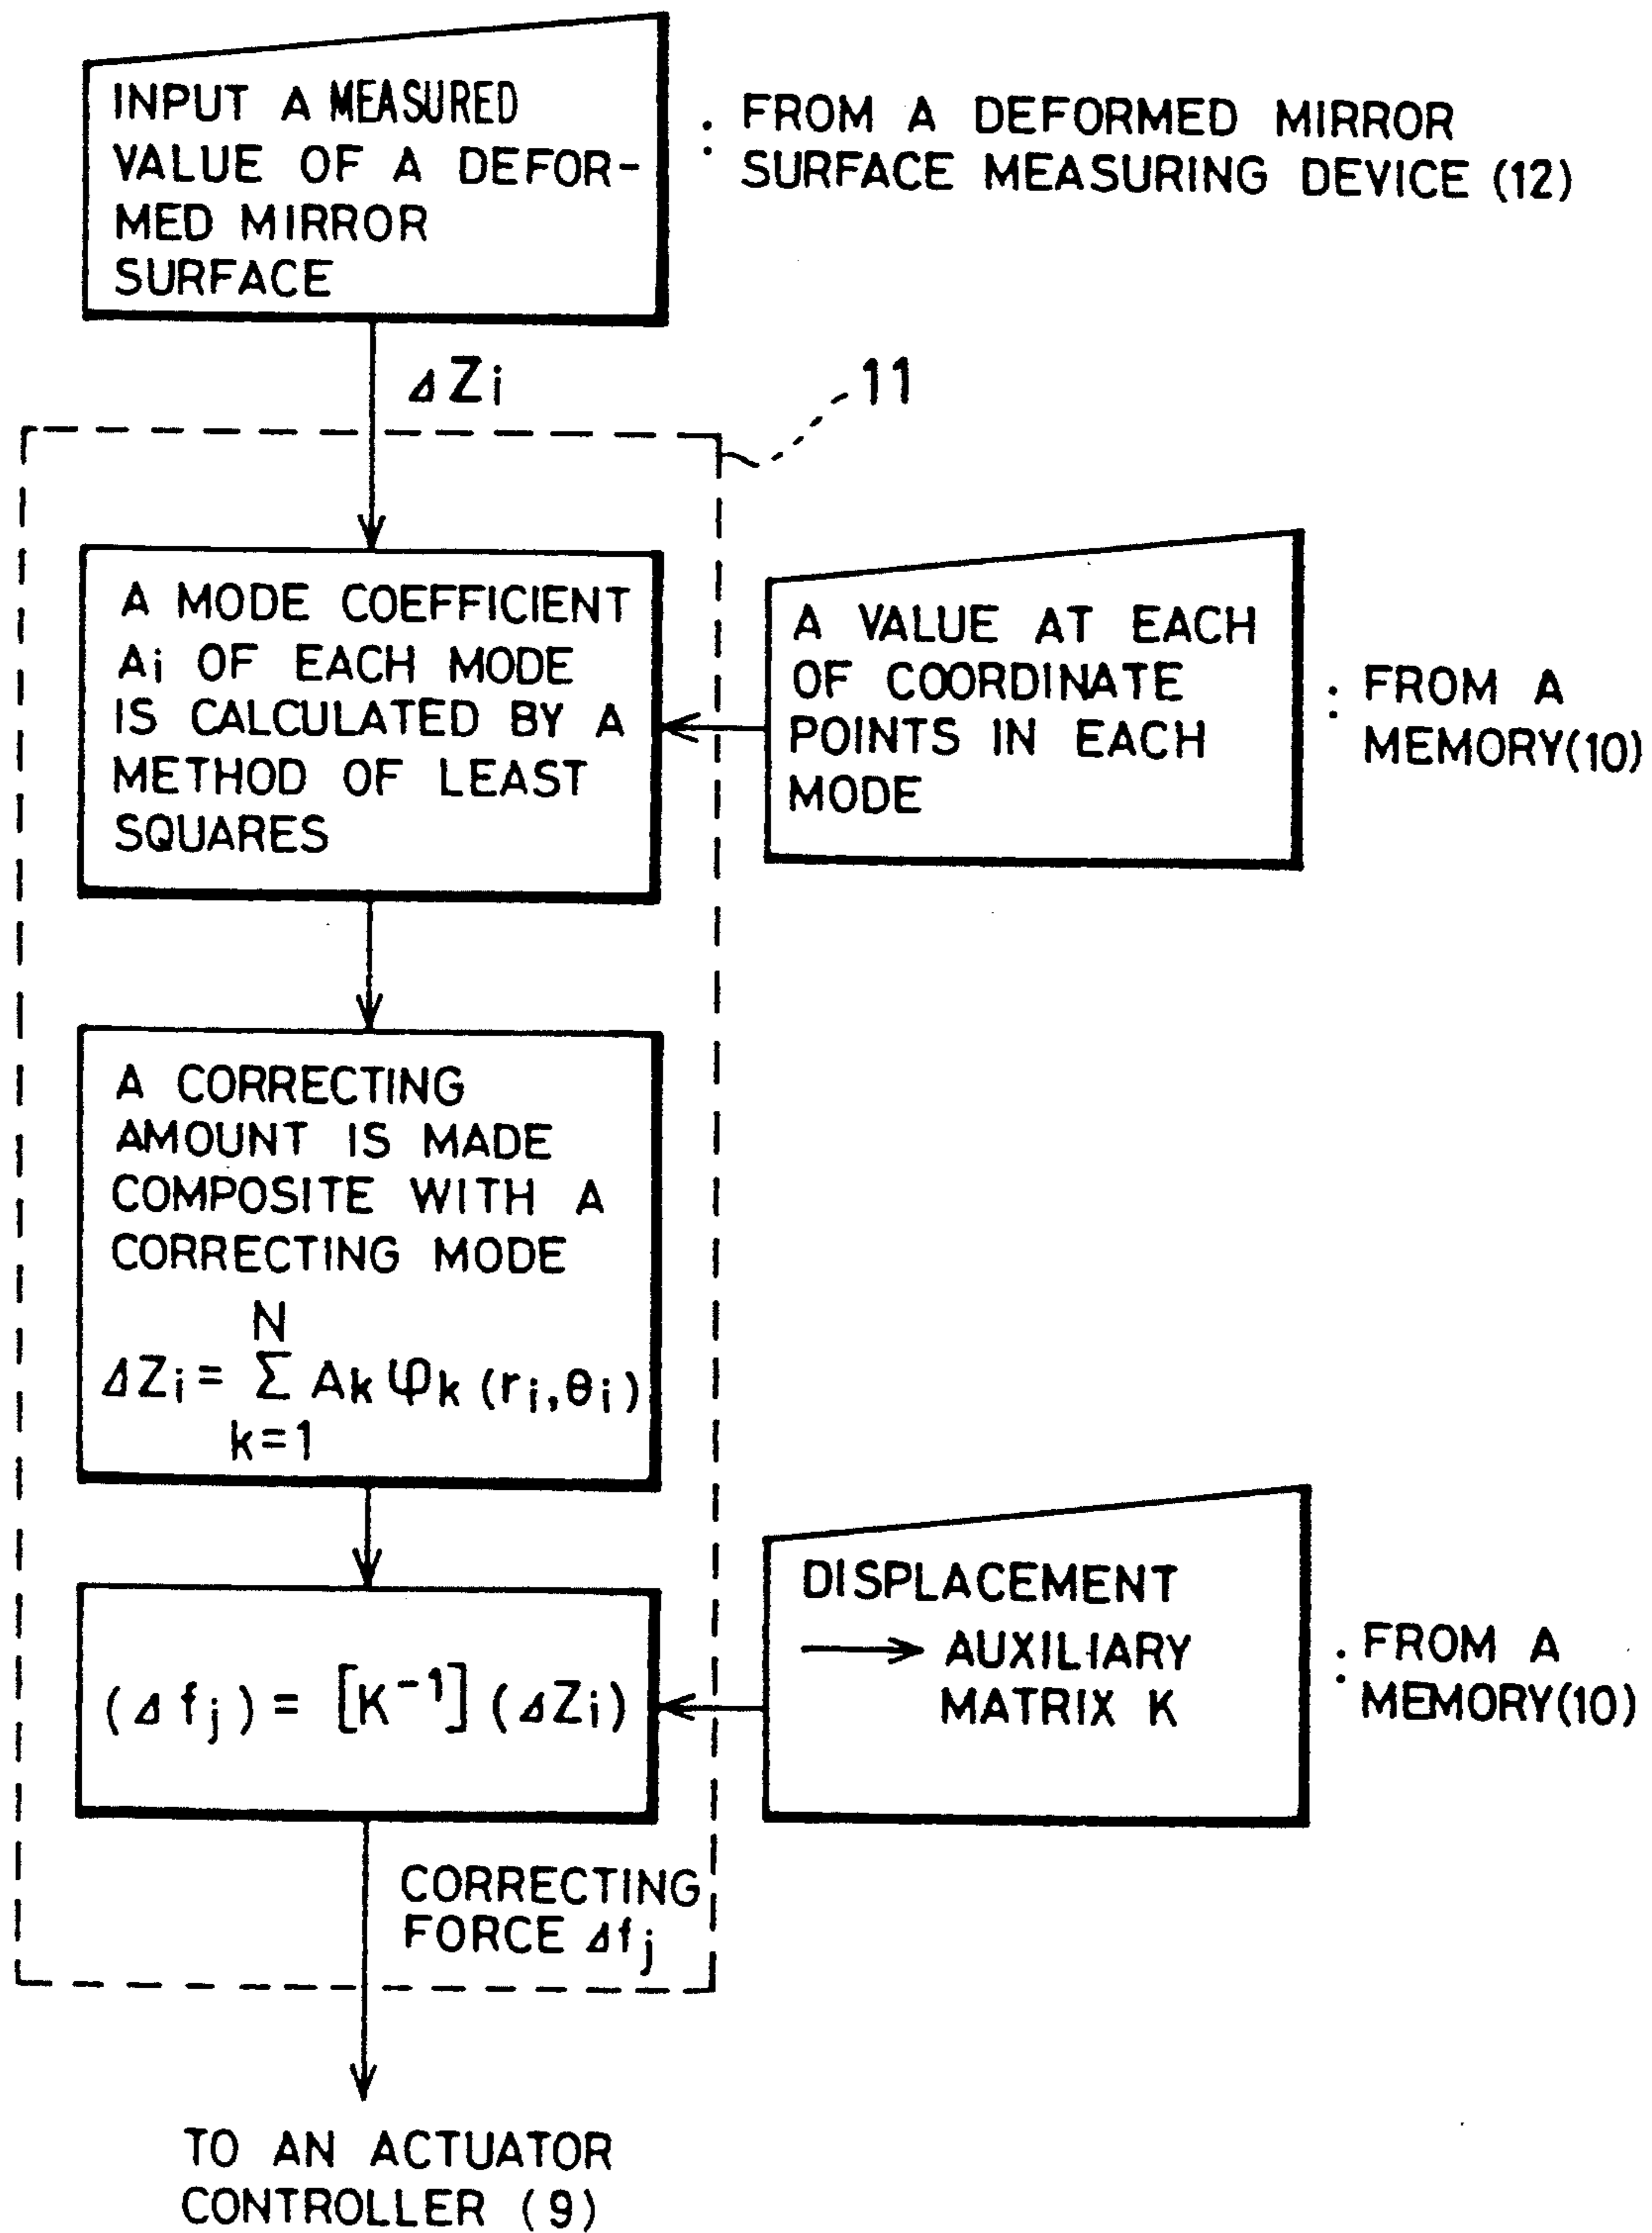 INPUT A MEASURED
VALUE OF A DEFOR-
MED MIRROR
SURFACE
: FROM A DEFORMED MIRROR
SURFACE MEASURING DEVICE (12)
ΔZi
11
A MODE COEFFICIENT
Ai OF EACH MODE
IS CALCULATED BY A
METHOD OF LEAST
SQUARES
A VALUE AT EACH
OF COORDINATE
POINTS IN EACH
MODE
: FROM A
MEMORY(10)
A CORRECTING
AMOUNT IS MADE
COMPOSITE WITH A
CORRECTING MODE
N
ΔZi = Σ Ak φk (ri,θi)
k=1
(Δfj) = [K⁻¹] (ΔZi)
DISPLACEMENT
→ AUXILIARY
MATRIX K
: FROM A
MEMORY(10)
CORRECTING
FORCE Δfj
TO AN ACTUATOR
CONTROLLER (9)